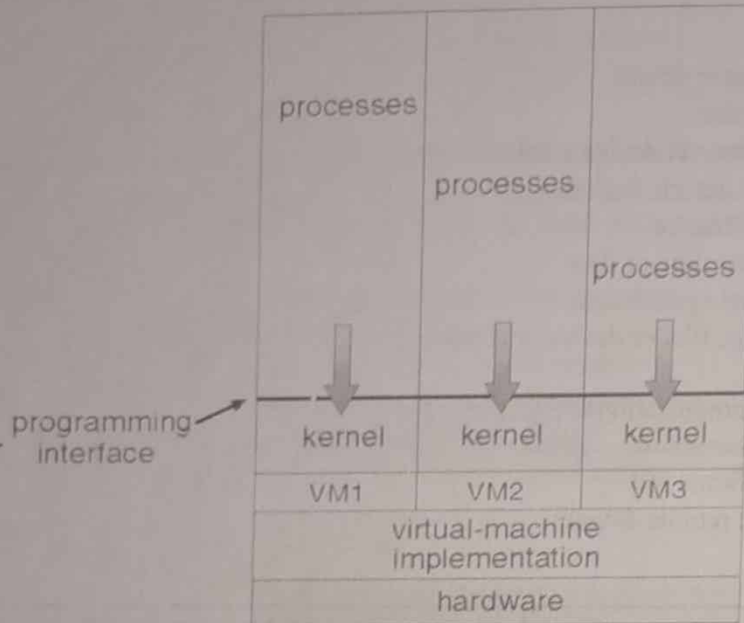 processes
processes
processes
programming
interface
kernel
kernel
kernel
VM1
VM2
VM3
virtual-machine
implementation
hardware